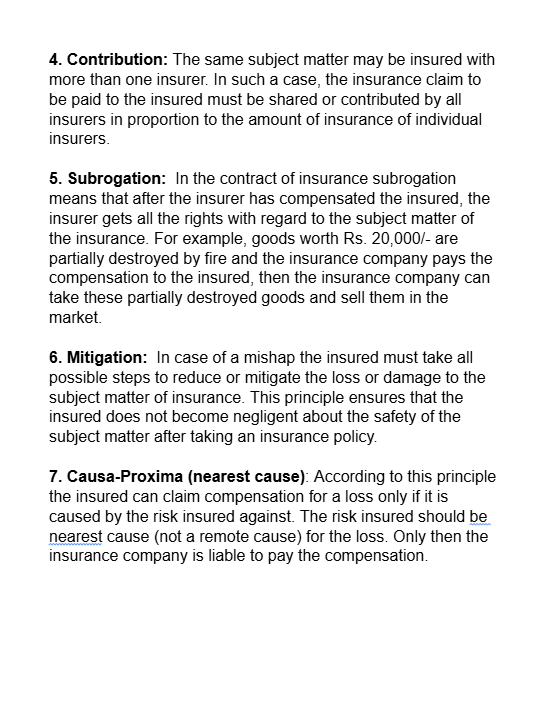 4. Contribution: The same subject matter may be insured with
more than one insurer. In such a case, the insurance claim to
be paid to the insured must be shared or contributed by all
insurers in proportion to the amount of insurance of individual
insurers.
5. Subrogation:  In the contract of insurance subrogation
means that after the insurer has compensated the insured, the
insurer gets all the rights with regard to the subject matter of
the insurance. For example, goods worth Rs. 20,000/- are
partially destroyed by fire and the insurance company pays the
compensation to the insured, then the insurance company can
take these partially destroyed goods and sell them in the
market.
6. Mitigation:  In case of a mishap the insured must take all
possible steps to reduce or mitigate the loss or damage to the
subject matter of insurance. This principle ensures that the
insured does not become negligent about the safety of the
subject matter after taking an insurance policy.
7. Causa-Proxima (nearest cause): According to this principle
the insured can claim compensation for a loss only if it is
caused by the risk insured against. The risk insured should be
nearest cause (not a remote cause) for the loss. Only then the
insurance company is liable to pay the compensation.